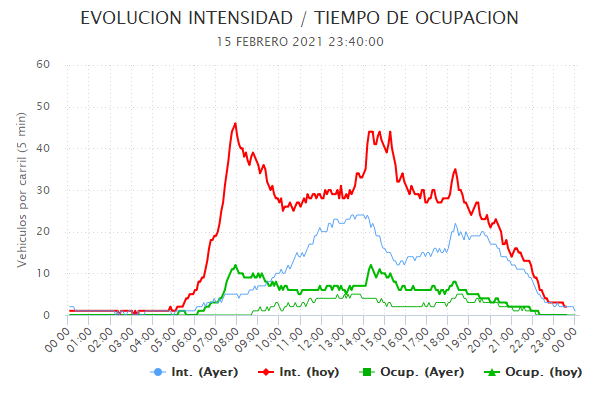 EVOLUCION INTENSIDAD / TIEMPO DE OCUPACION
15 FEBRERO 2021 23:40:00
Vehiculos por carril (5 min)
60
50
40
30
20
10
0
00:00 01:00 02:00 03:00 04:00 05:00 06:00 07:00 08:00 09:00 10:00 11:00 12:00 13:00 14:00 15:00 16:00 17:00 18:00 19:00 20:00 21:00 22:00 23:00 00:00
Int. (Ayer) Int. (hoy) Ocup. (Ayer) Ocup. (hoy)